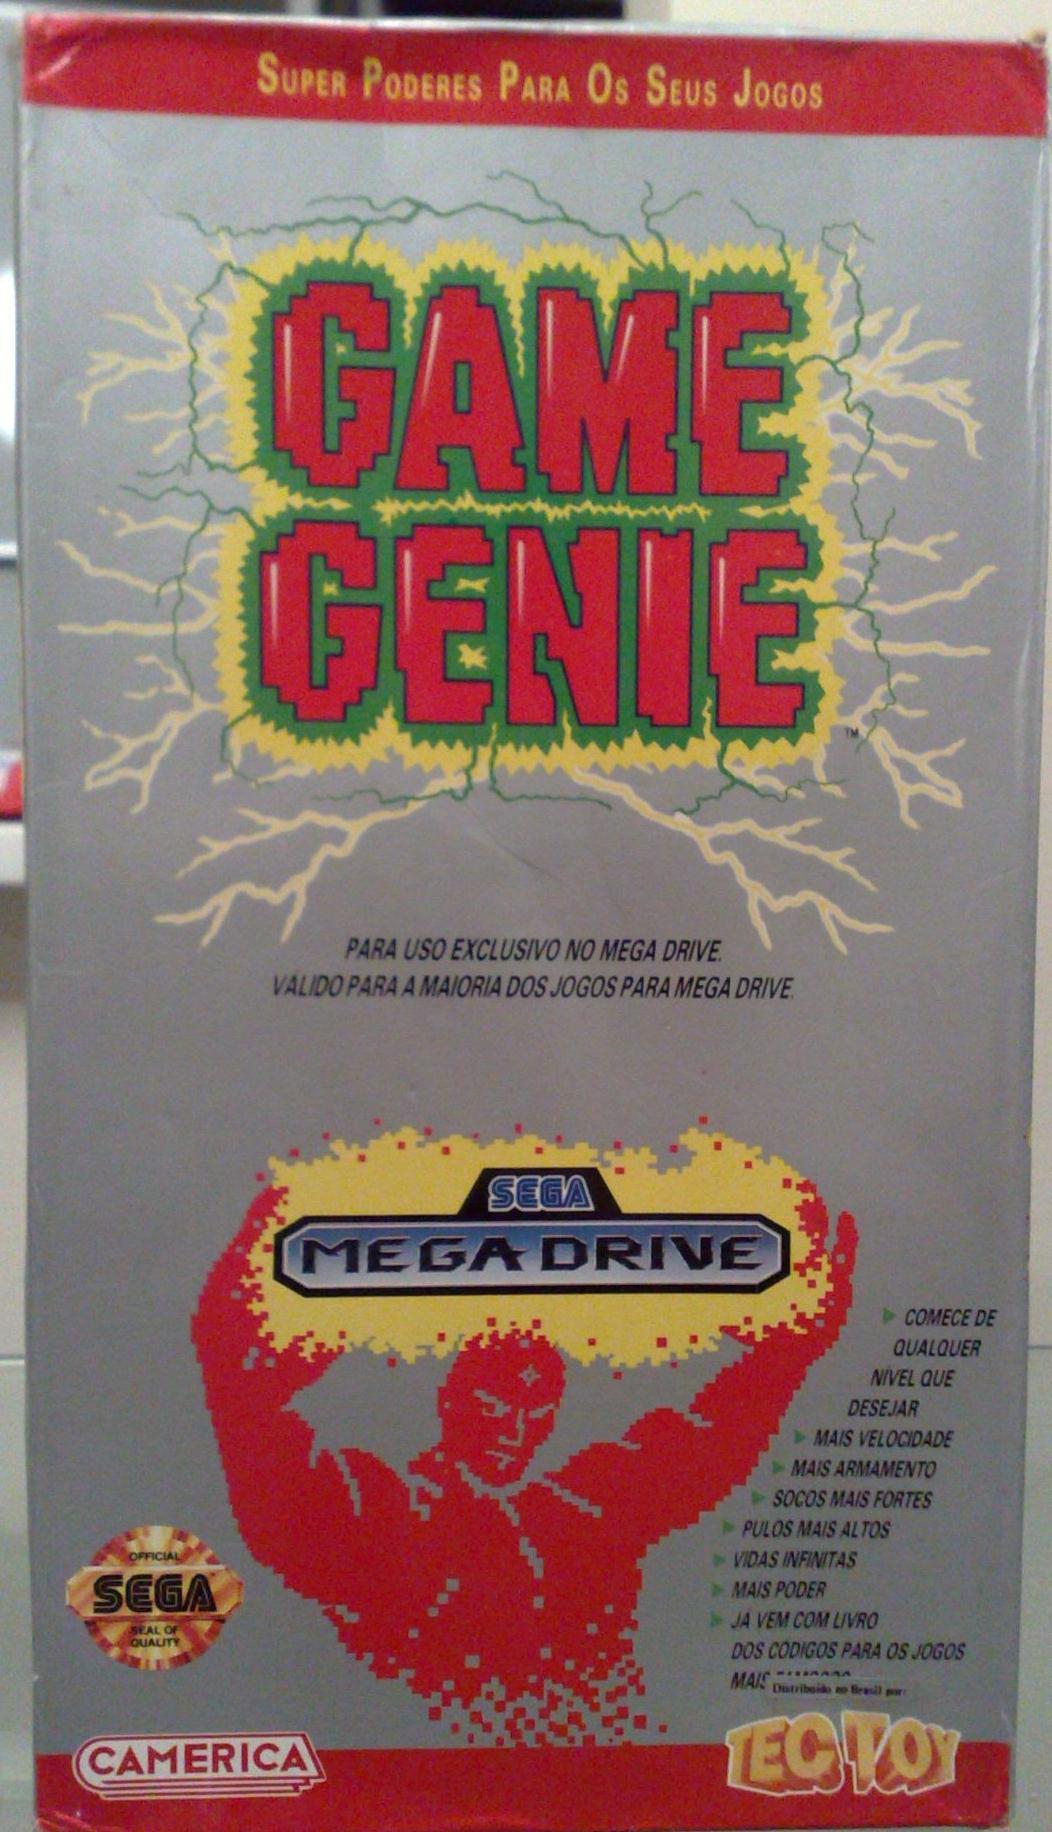 SUPER PODERES PARA OS SEUS JOGOS
GAME
GENIE
TM
PARA USO EXCLUSIVO NO MEGA DRIVE.
VÁLIDO PARA A MAIORIA DOS JOGOS PARA MEGA DRIVE.
SEGA
MEGA DRIVE
COMECE DE
QUALQUER
NÍVEL QUE
DESEJAR
MAIS VELOCIDADE
MAIS ARMAMENTO
SOCOS MAIS FORTES
PULOS MAIS ALTOS
VIDAS INFINITAS
MAIS PODER
JÁ VEM COM LIVRO
DOS CÓDIGOS PARA OS JOGOS
MAIS
Distribuído no Brasil por:
OFFICIAL
SEGA
SEAL OF
QUALITY
CAMERICA
TEC TOY